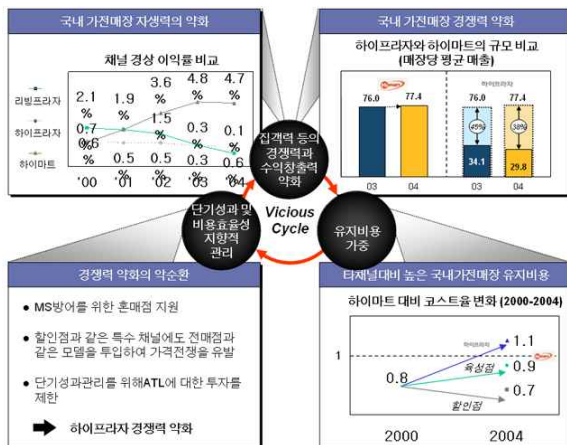 국내 가전매장 자생력의 약화
채널 경상 이익률 비교
리빙프라자
하이프라자
하이마트
2.1%
1.9%
3.6%
4.8%
4.7%
0.7%
1.5%
0.3%
0.1%
0.6%
0.5%
0.5%
0.3%
0.6%
'00
'01
'02
'03
'04
국내 가전매장 경쟁력 약화
하이프라자와 하이마트의 규모 비교
(매장당 평균 매출)
하이프라자
76.0
77.4
76.0
77.4
45%
38%
34.1
29.8
03
04
03
04
집객력 등의
경쟁력과
수익창출력
약화
단기성과 및
비용효율성
지향적
관리
Vicious
Cycle
유지비용
가중
경쟁력 약화의 악순환
MS방어를 위한 혼매점 지원
할인점과 같은 특수 채널에도 전매점과
같은 모델을 투입하여 가격전쟁을 유발
단기성과관리를 위해ATL에 대한 투자를
제한
하이프라자 경쟁력 약화
타채널대비 높은 국내가전매장 유지비용
하이마트 대비 코스트율 변화 (2000-2004)
하이프라자
1.1
1
육성점
0.9
0.8
0.7
할인점
2000
2004